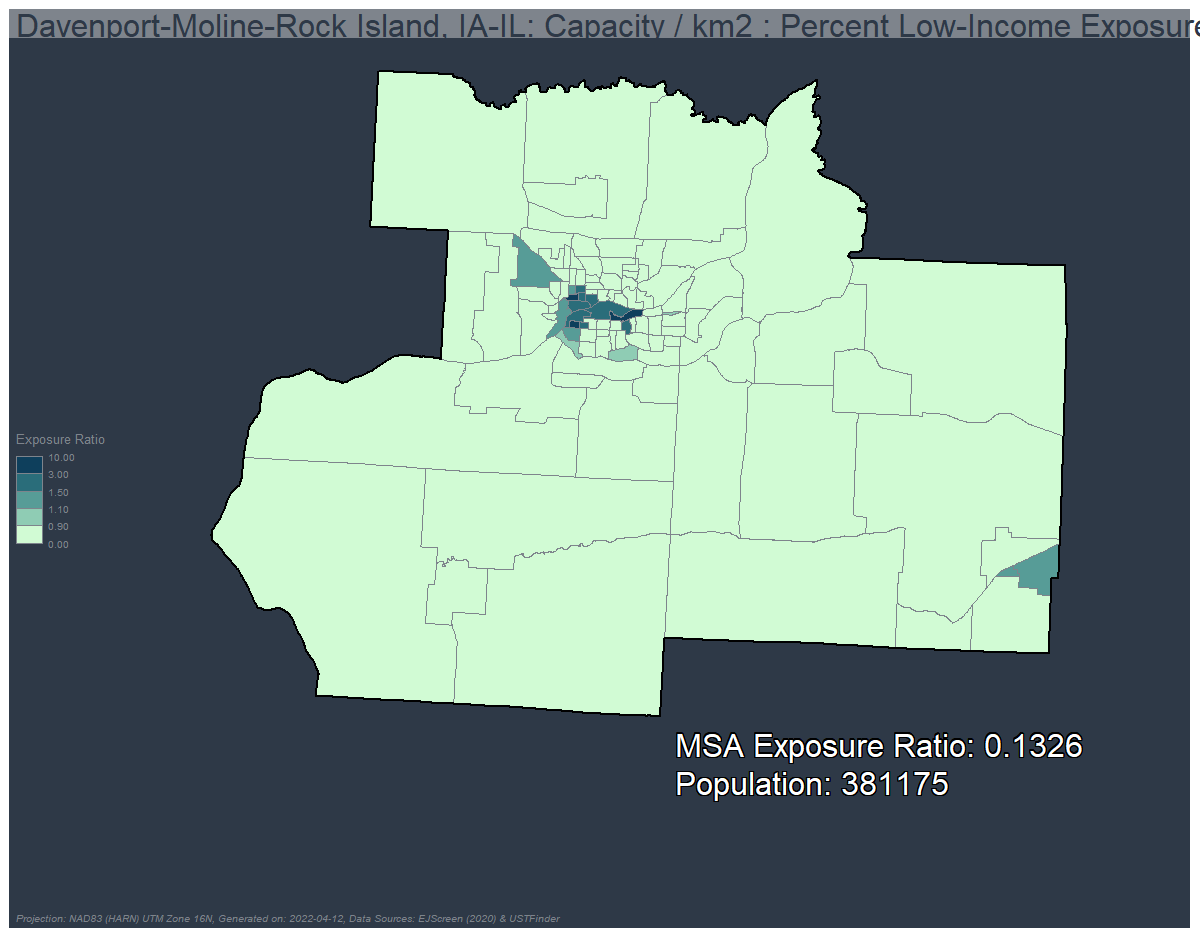 Davenport-Moline-Rock Island, IA-IL: Capacity / km2 : Percent Low-Income Exposure
Exposure Ratio
10.00
3.00
1.50
1.10
0.90
0.00
MSA Exposure Ratio: 0.1326
Population: 381175
Projection: NAD83 (HARN) UTM Zone 16N, Generated on: 2022-04-12, Data Sources: EJScreen (2020) & USTFinder